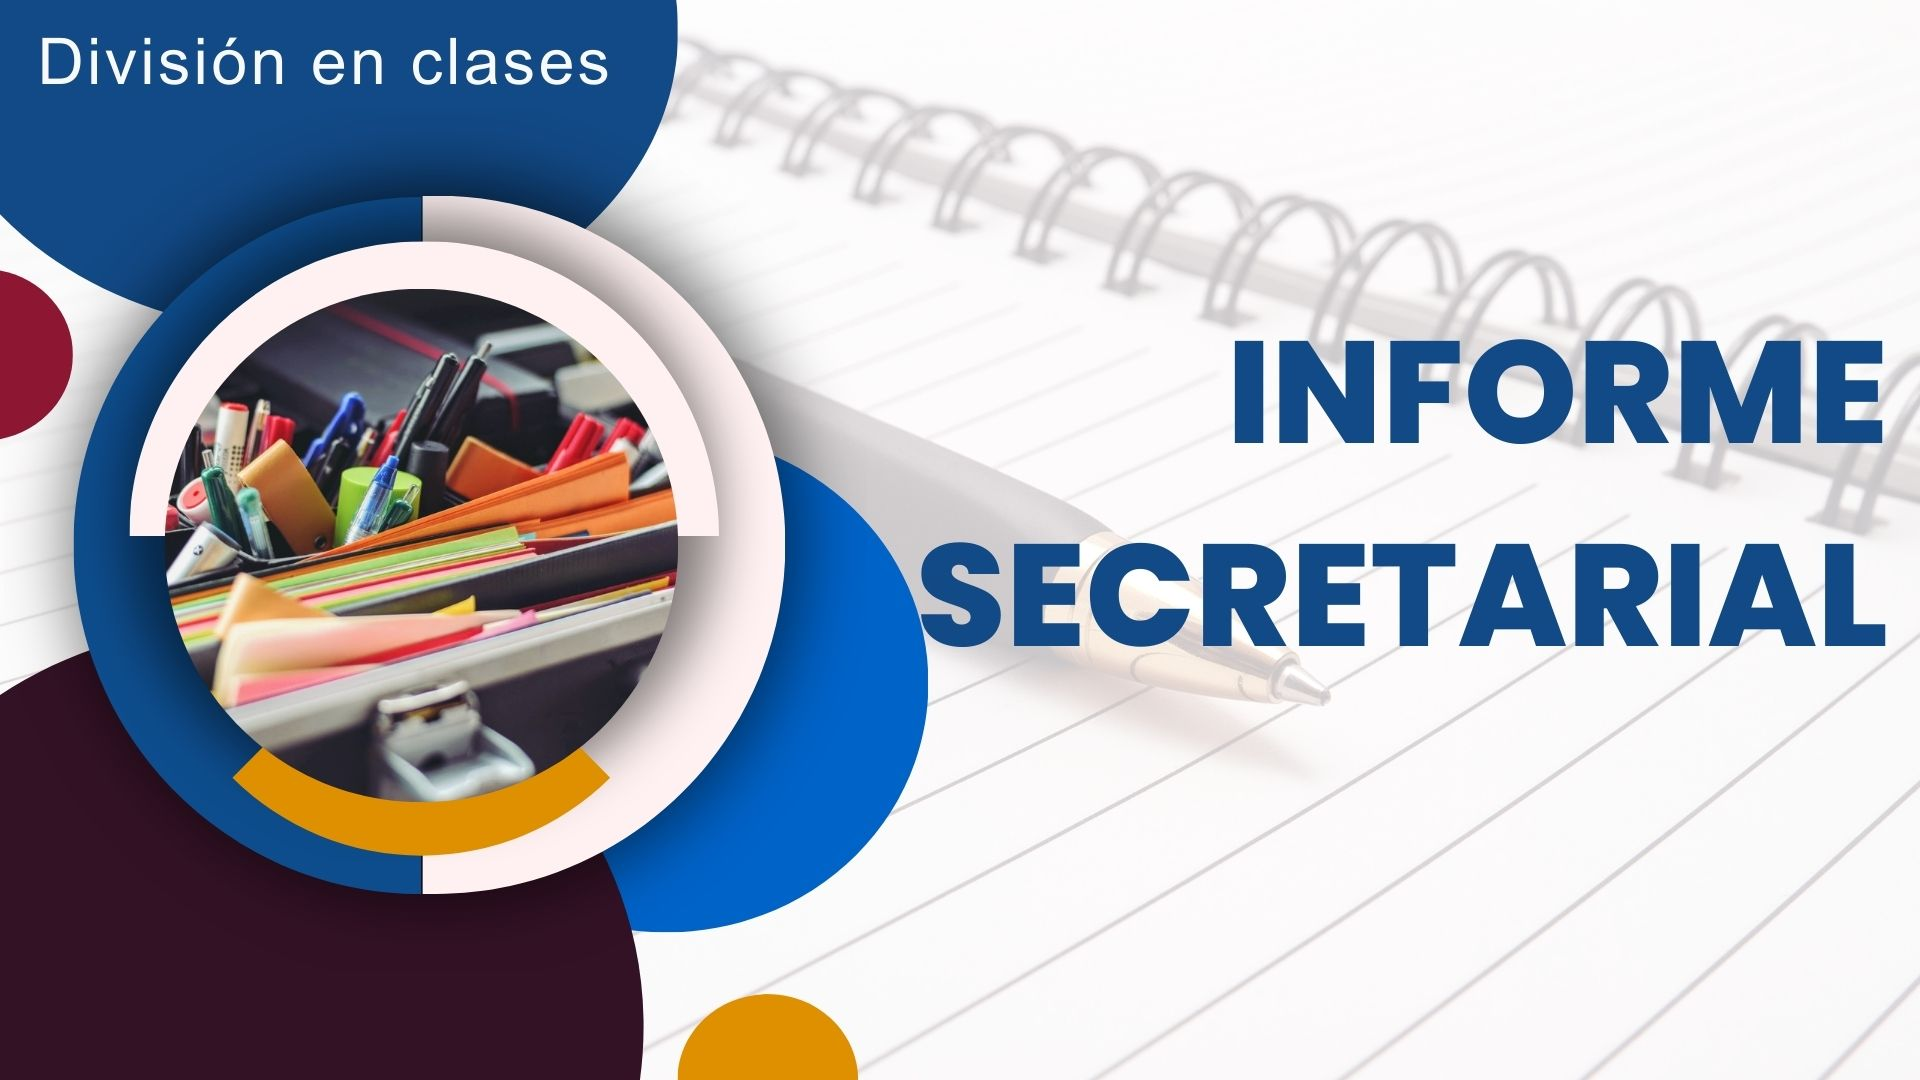 División en clases
INFORME
SECRETARIAL